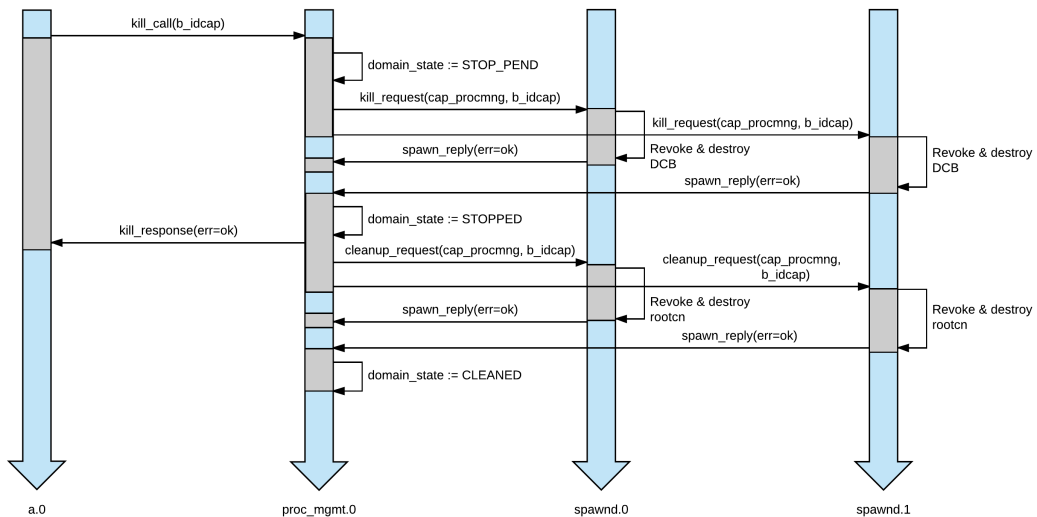 kill_call(b_idcap)
domain_state := STOP_PEND
kill_request(cap_procmng, b_idcap)
kill_request(cap_procmng, b_idcap)
spawn_reply(err=ok)
Revoke & destroy
DCB
Revoke & destroy
DCB
spawn_reply(err=ok)
domain_state := STOPPED
kill_response(err=ok)
cleanup_request(cap_procmng, b_idcap)
cleanup_request(cap_procmng,
b_idcap)
Revoke & destroy
rootcn
Revoke & destroy
rootcn
spawn_reply(err=ok)
spawn_reply(err=ok)
domain_state := CLEANED
a.0
proc_mgmt.0
spawnd.0
spawnd.1